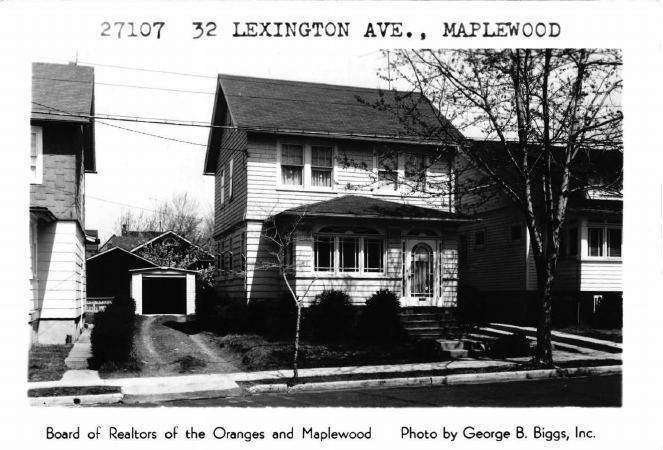 27107 32 LEXINGTON AVE., MAPLEWOOD
Board of Realtors of the Oranges and Maplewood Photo by George B. Biggs, Inc.